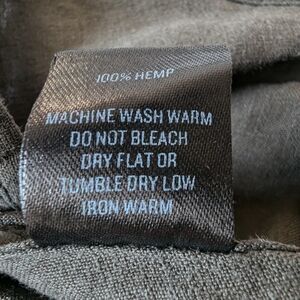 100% HEMP
MACHINE WASH WARM
DO NOT BLEACH
DRY FLAT OR
TUMBLE DRY LOW
IRON WARM